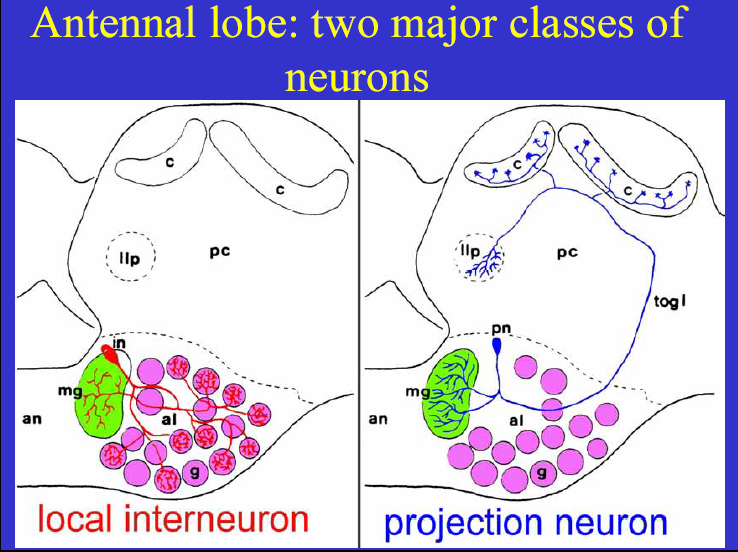 Antennal lobe: two major classes of
neurons
c
c
llp
pc
in
mg
an
al
g
local interneuron
c
c
llp
pc
togl
pn
mg
an
al
g
projection neuron